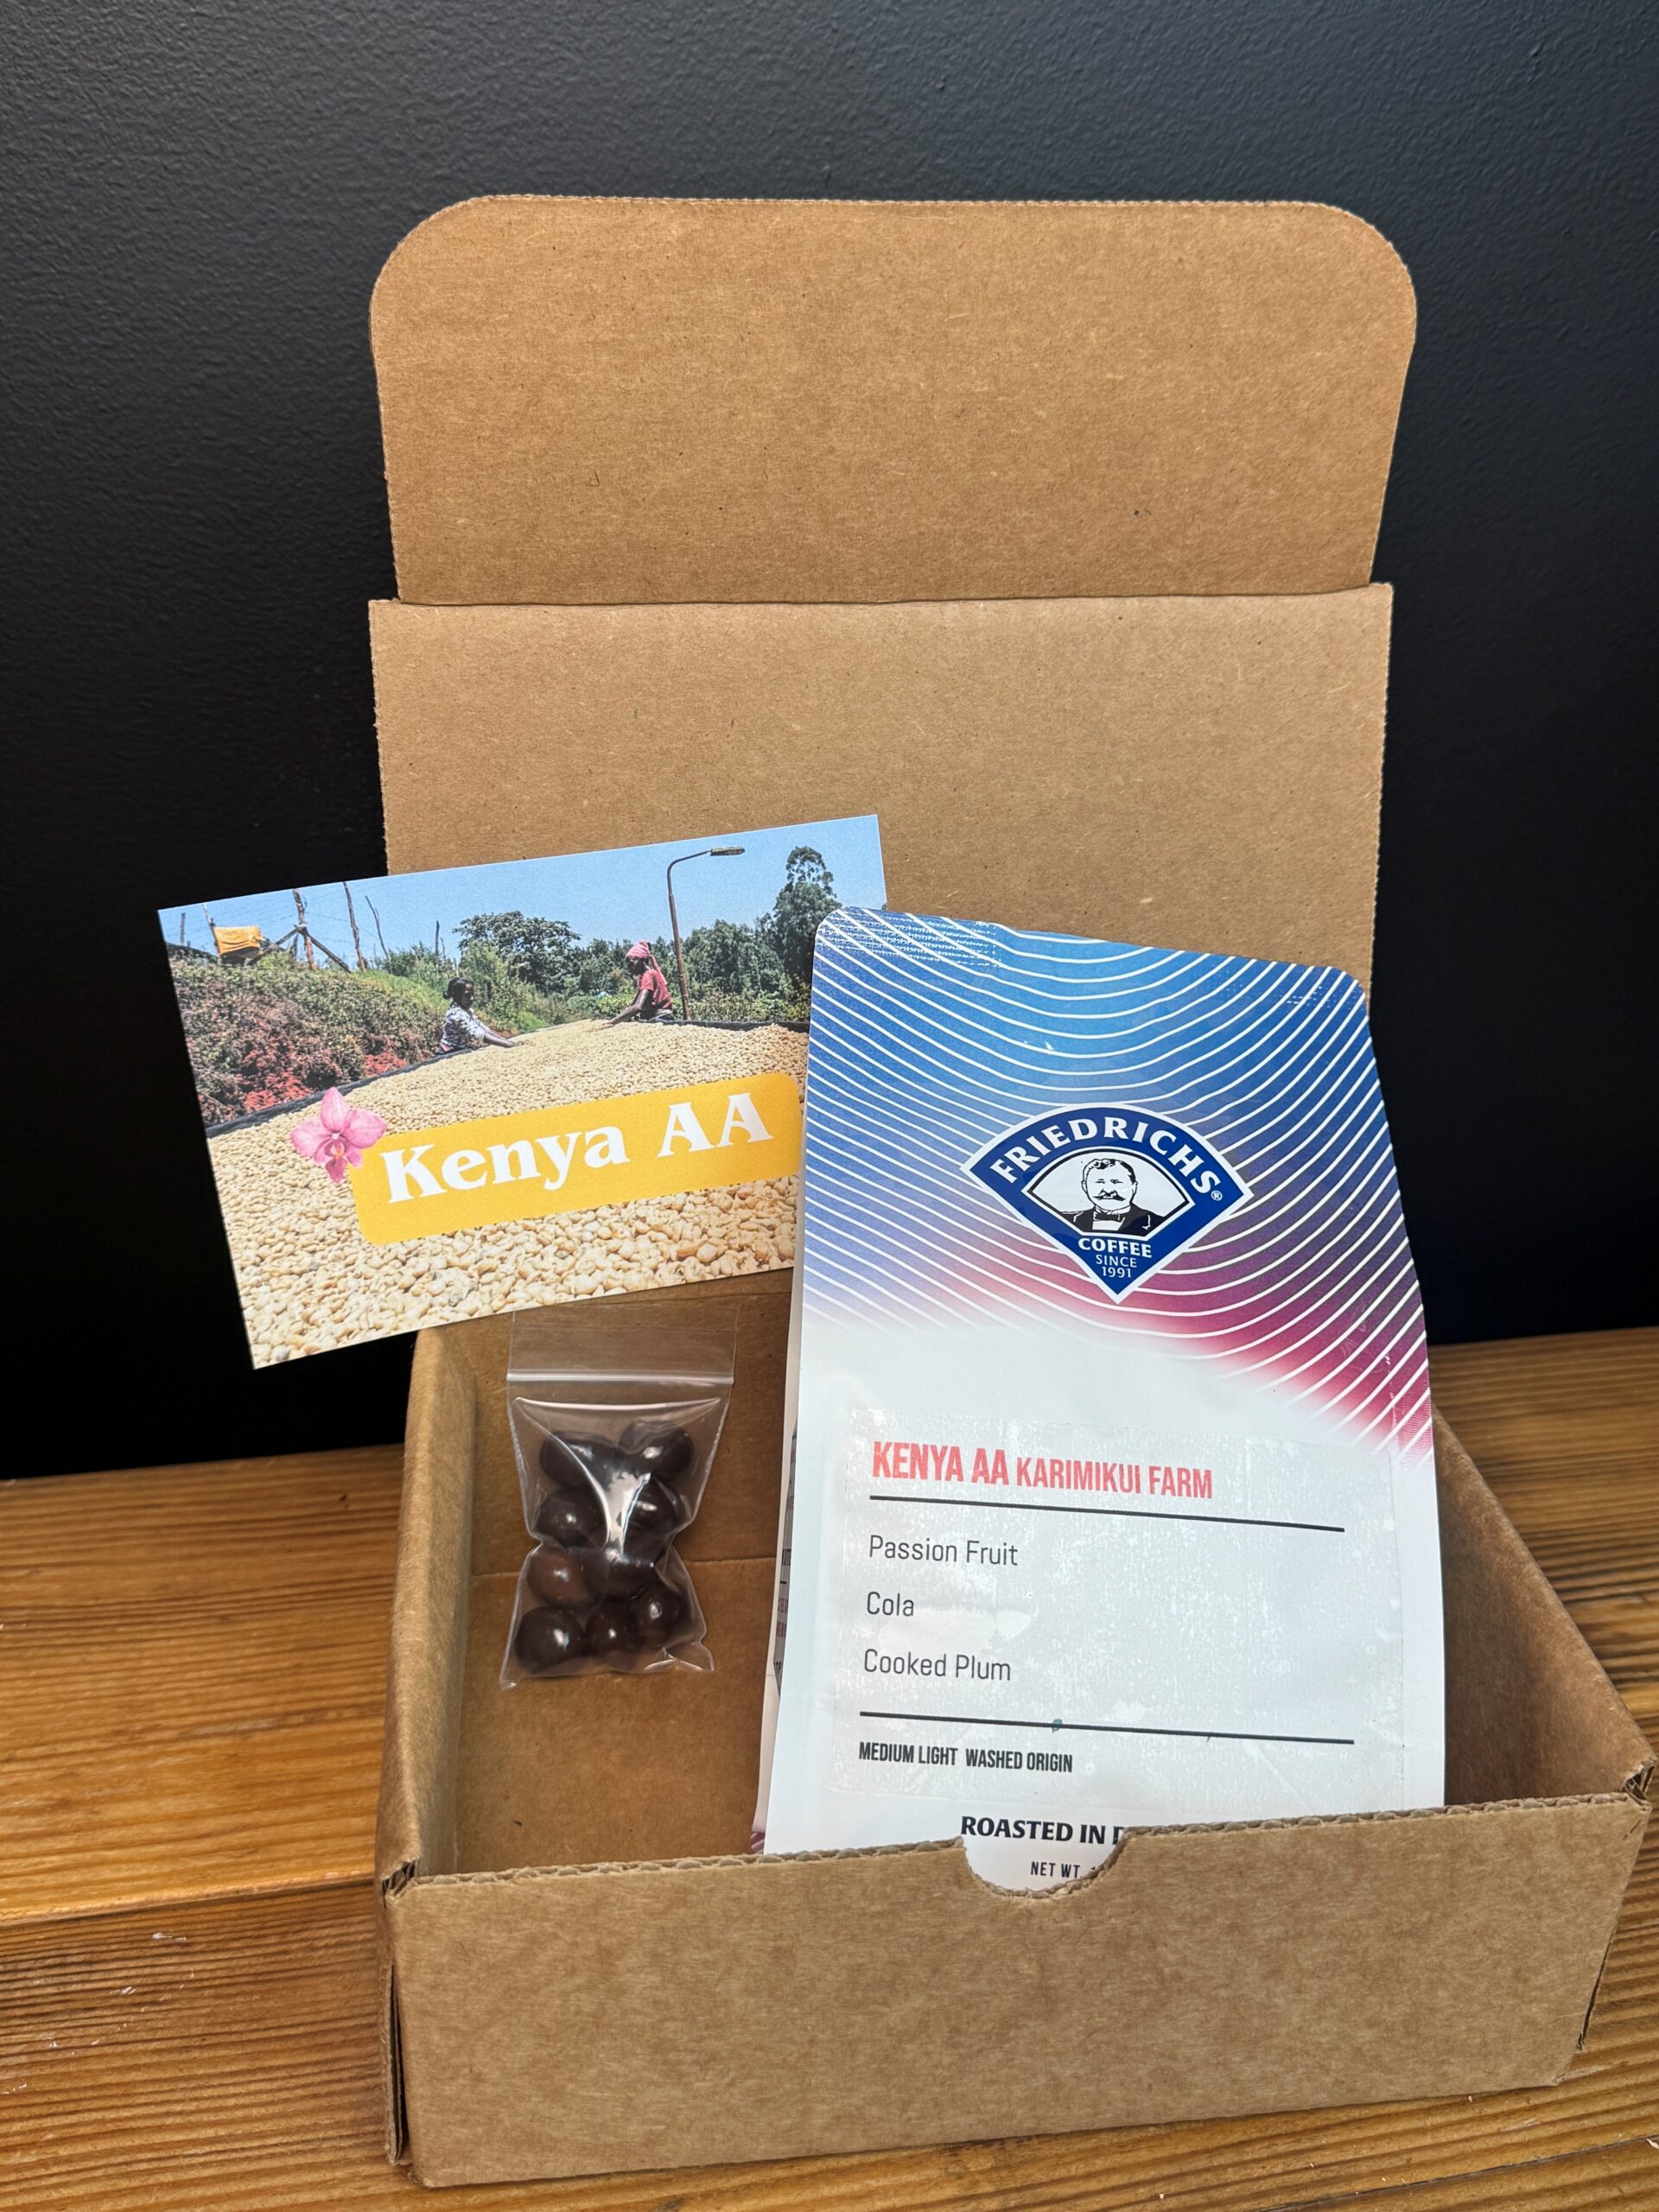 Kenya AA
FRIEDRICHS®
COFFEE
SINCE
1991
KENYA AA KARIMIKUI FARM
Passion Fruit
Cola
Cooked Plum
MEDIUM LIGHT WASHED ORIGIN
ROASTED IN
NET WT.